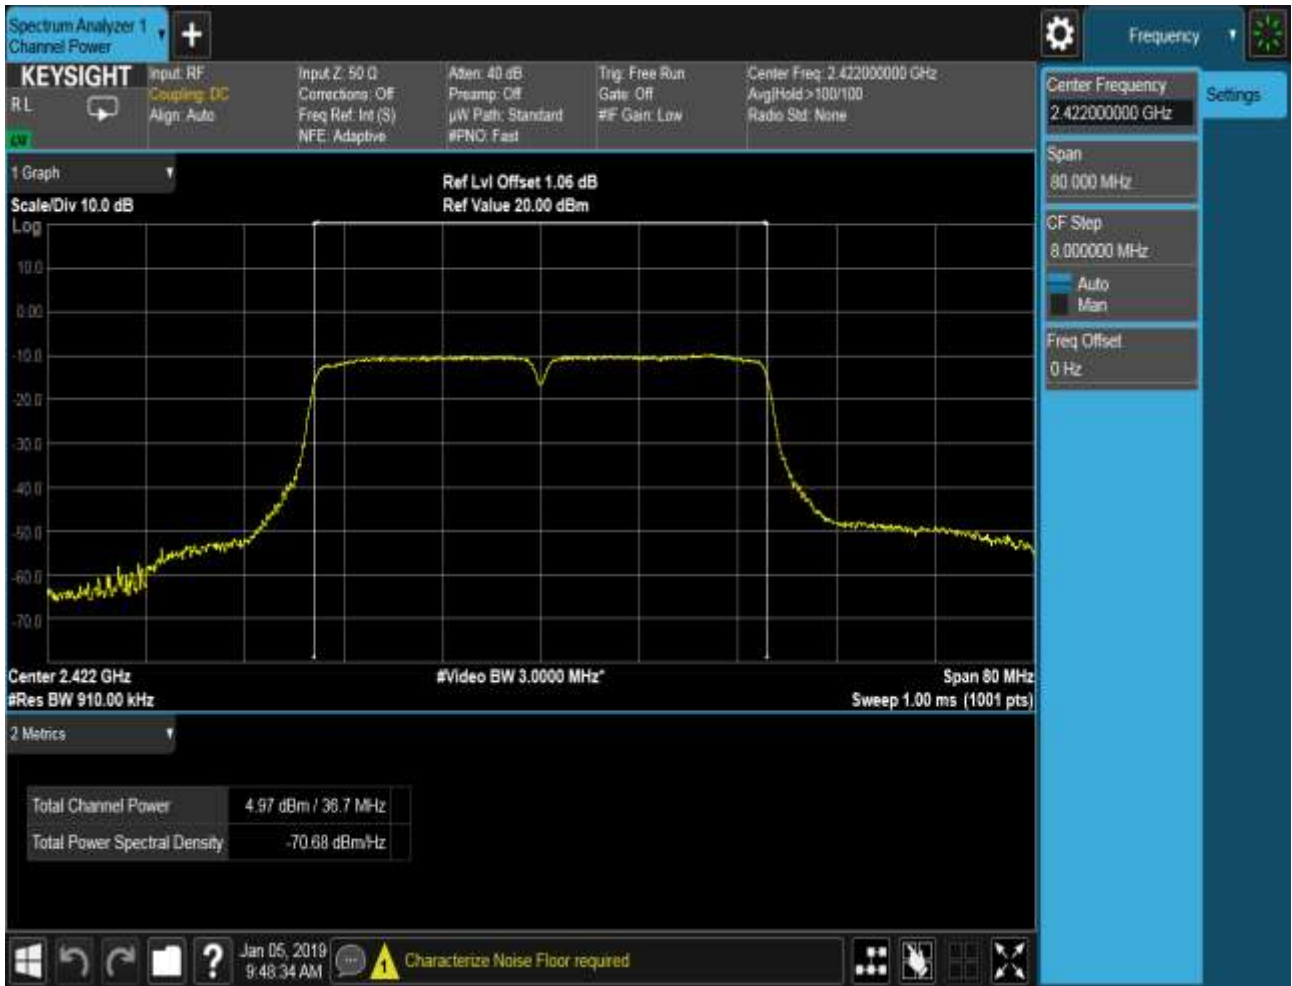 Spectrum Analyzer 1
Channel Power
Frequency
KEYSIGHT
R L
LXI
Input: RF
Coupling: DC
Align: Auto
Input Z: 50 Ω
Corrections: Off
Freq Ref: Int (S)
NFE: Adaptive
Atten: 40 dB
Preamp: Off
µW Path: Standard
#PNO: Fast
Trig: Free Run
Gate: Off
#IF Gain: Low
Center Freq: 2.422000000 GHz
Avg|Hold:>100/100
Radio Std: None
Center Frequency
2.422000000 GHz
Settings
Span
80.000 MHz
CF Step
8.000000 MHz
Auto
Man
Freq Offset
0 Hz
1 Graph
Scale/Div 10.0 dB
Ref Lvl Offset 1.06 dB
Ref Value 20.00 dBm
Log
10.0
0.00
-10.0
-20.0
-30.0
-40.0
-50.0
-60.0
-70.0
Center 2.422 GHz
#Video BW 3.0000 MHz*
Span 80 MHz
#Res BW 910.00 kHz
Sweep 1.00 ms (1001 pts)
2 Metrics
Total Channel Power 4.97 dBm / 36.7 MHz
Total Power Spectral Density -70.68 dBm/Hz
Jan 05, 2019
9:48:34 AM
1
Characterize Noise Floor required